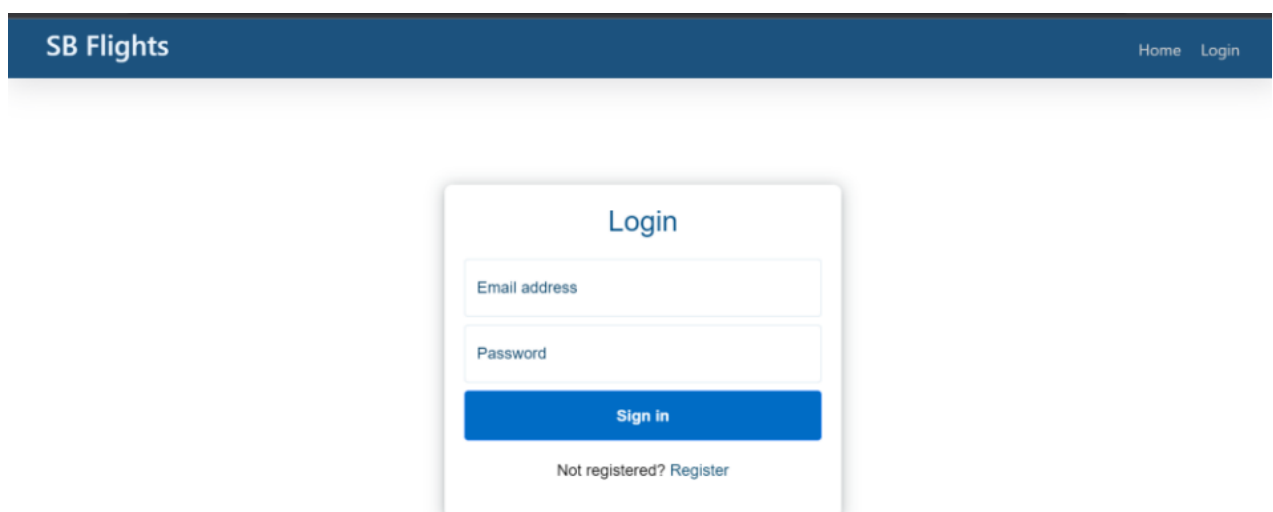 SB Flights
Home Login
Login
Email address
Password
Sign in
Not registered? Register